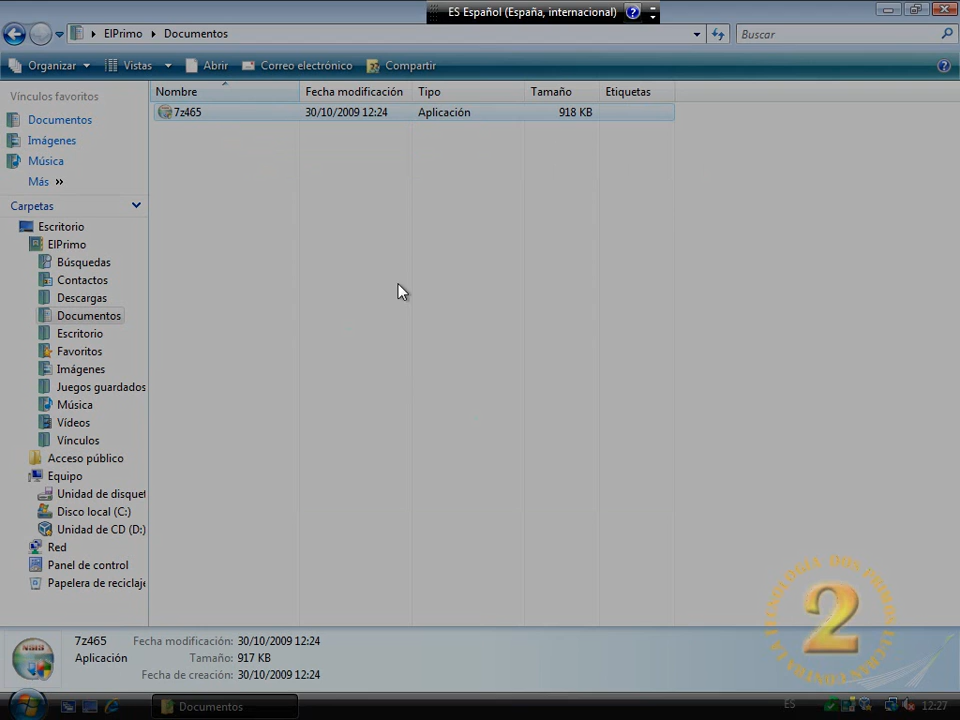 ES Español (España, internacional)
ElPrimo Documentos
Buscar
Organizar Vistas Abrir Correo electrónico Compartir
Vínculos favoritos
Documentos
Imágenes
Música
Más
Carpetas
Escritorio
ElPrimo
Búsquedas
Contactos
Descargas
Documentos
Escritorio
Favoritos
Imágenes
Juegos guardados
Música
Vídeos
Vínculos
Acceso público
Equipo
Unidad de disquet
Disco local (C:)
Unidad de CD (D:)
Red
Panel de control
Papelera de reciclaje
Nombre Fecha modificación Tipo Tamaño Etiquetas
7z465 30/10/2009 12:24 Aplicación 918 KB
7z465 Fecha modificación: 30/10/2009 12:24
Aplicación Tamaño: 917 KB
Fecha de creación: 30/10/2009 12:24
2
Documentos
ES
12:27